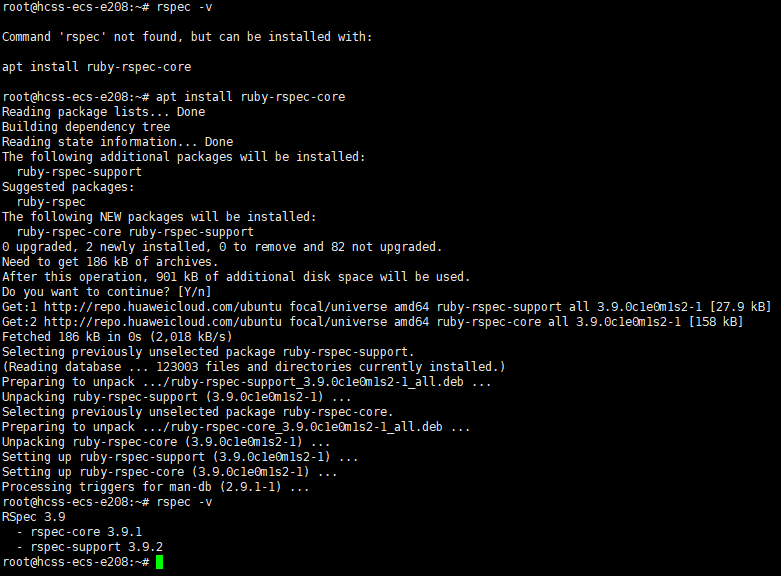 root@hcss-ecs-e208:~# rspec -v
Command 'rspec' not found, but can be installed with:
apt install ruby-rspec-core
root@hcss-ecs-e208:~# apt install ruby-rspec-core
Reading package lists... Done
Building dependency tree
Reading state information... Done
The following additional packages will be installed:
  ruby-rspec-support
Suggested packages:
  ruby-rspec
The following NEW packages will be installed:
  ruby-rspec-core ruby-rspec-support
0 upgraded, 2 newly installed, 0 to remove and 82 not upgraded.
Need to get 186 kB of archives.
After this operation, 901 kB of additional disk space will be used.
Do you want to continue? [Y/n]
Get:1 http://repo.huaweicloud.com/ubuntu focal/universe amd64 ruby-rspec-support all 3.9.0c1e0m1s2-1 [27.9 kB]
Get:2 http://repo.huaweicloud.com/ubuntu focal/universe amd64 ruby-rspec-core all 3.9.0c1e0m1s2-1 [158 kB]
Fetched 186 kB in 0s (2,018 kB/s)
Selecting previously unselected package ruby-rspec-support.
(Reading database ... 123003 files and directories currently installed.)
Preparing to unpack .../ruby-rspec-support_3.9.0c1e0m1s2-1_all.deb ...
Unpacking ruby-rspec-support (3.9.0c1e0m1s2-1) ...
Selecting previously unselected package ruby-rspec-core.
Preparing to unpack .../ruby-rspec-core_3.9.0c1e0m1s2-1_all.deb ...
Unpacking ruby-rspec-core (3.9.0c1e0m1s2-1) ...
Setting up ruby-rspec-support (3.9.0c1e0m1s2-1) ...
Setting up ruby-rspec-core (3.9.0c1e0m1s2-1) ...
Processing triggers for man-db (2.9.1-1) ...
root@hcss-ecs-e208:~# rspec -v
RSpec 3.9
  - rspec-core 3.9.1
  - rspec-support 3.9.2
root@hcss-ecs-e208:~#